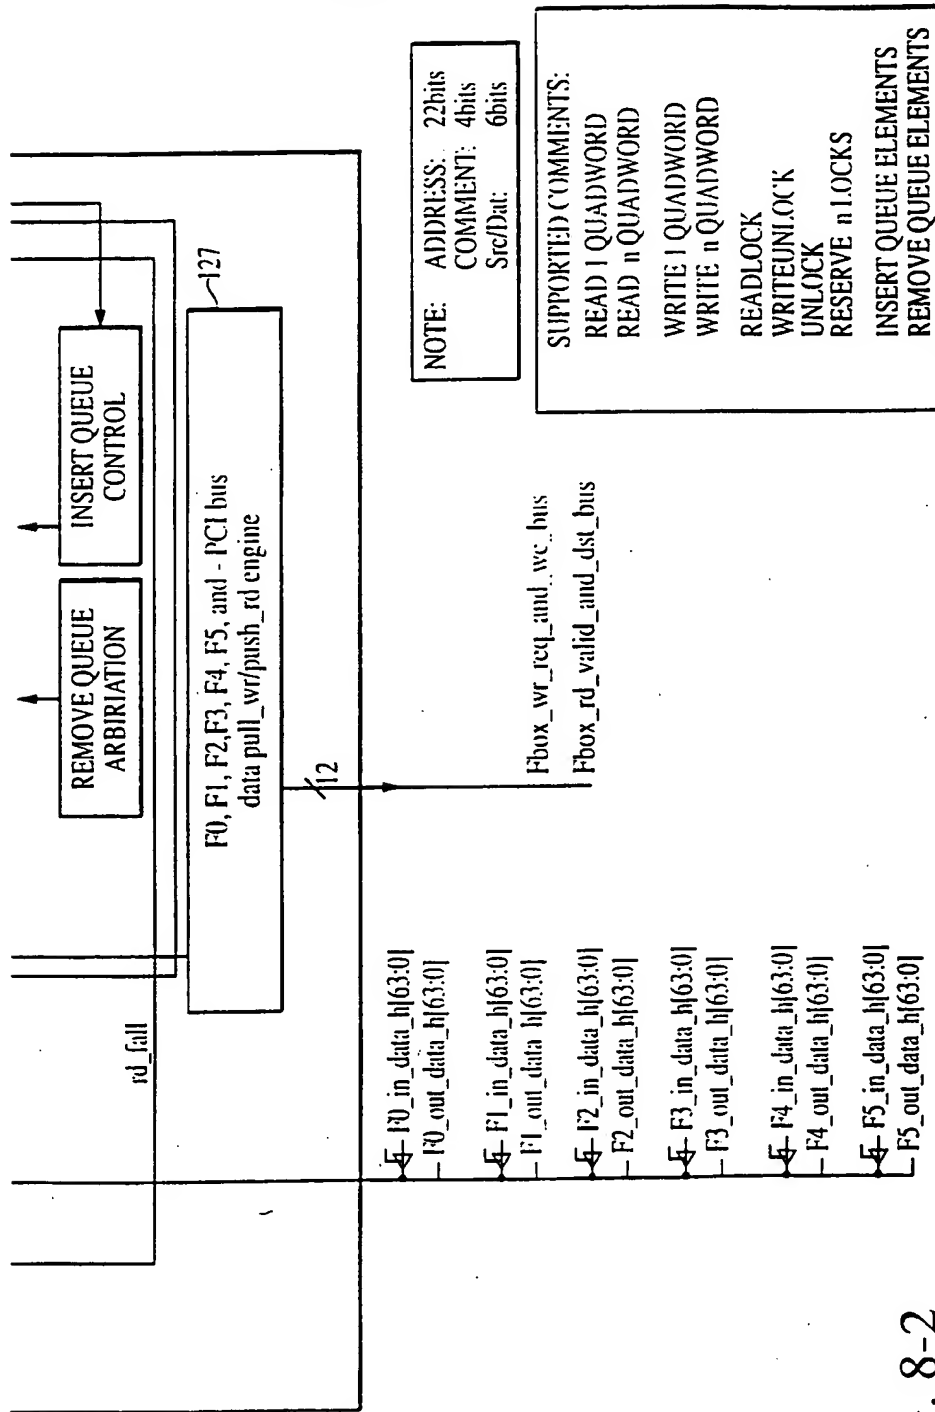 INSERT QUEUE
CONTROL
REMOVE QUEUE
ARBIRIATION
127
F0, F1, F2,F3, F4, F5, and - PCI bus
data pull_wr/push_rd engine
12
rd_fall
Fbox_wr_req_and_wc_bus
Fbox_rd_valid_and_dst_bus
F0_in_data_h[63:0]
F0_out_data_h[63:0]
F1_in_data_h[63:0]
F1_out_data h[63:0]
F2_in_data_h[63:0]
F2_out_data_h[63:0]
F3_in_data_h[63:0]
F3_out_data_h[63:0]
F4_in_data_h[63:0]
F4_out_data_h[63:0]
F5_in_data_h[63:0]
F5_out_data_h[63:0]
NOTE: ADDRESS: 22bits
COMMENT: 4bits
Src/Dat: 6bits
SUPPORTED COMMENTS:
READ 1 QUADWORD
READ n QUADWORD
WRITE 1 QUADWORD
WRITE n QUADWORD
READLOCK
WRITEUNLOCK
UNLOCK
RESERVE n LOCKS
INSERT QUEUE ELEMENTS
REMOVE QUEUE ELEMENTS
. 8-2